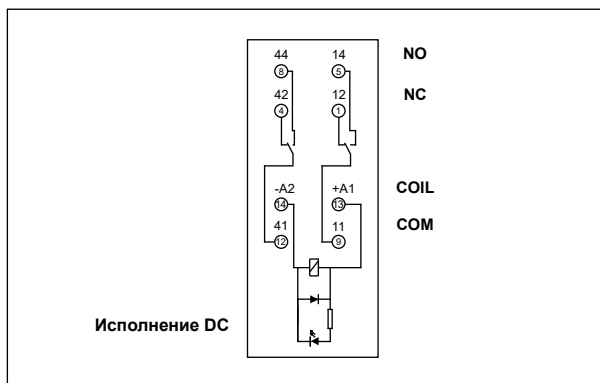 44 14 NO
8 5
42 12 NC
4 1
-A2 +A1 COIL
14 13
41 11 COM
12 9
Исполнение DC